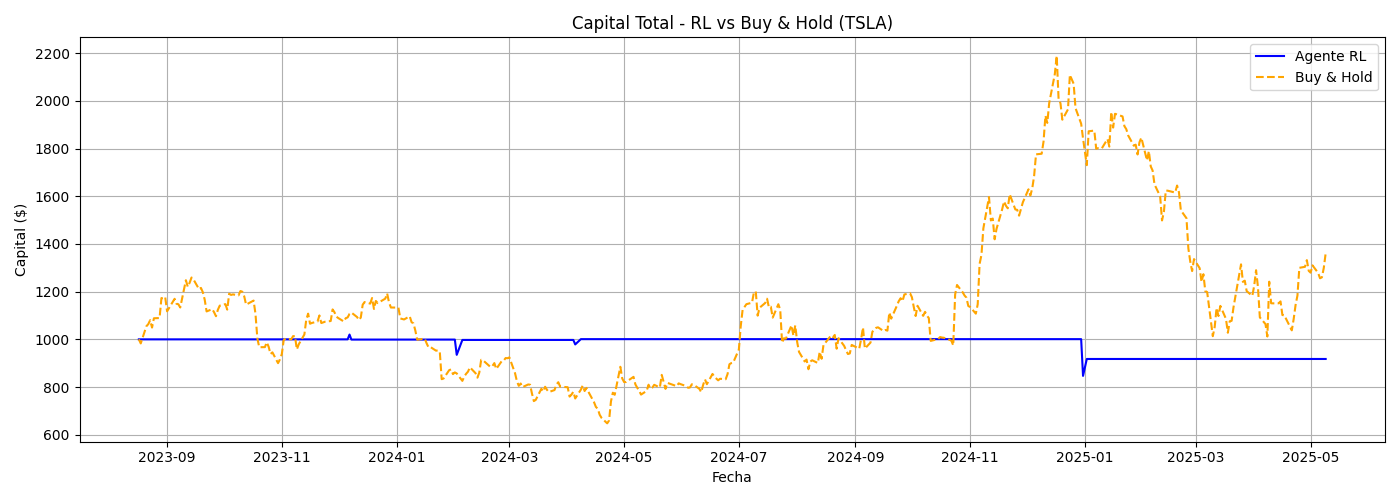 Capital Total - RL vs Buy & Hold (TSLA)
Agente RL
Buy & Hold
Capital ($)
2200
2000
1800
1600
1400
1200
1000
800
600
2023-09 2023-11 2024-01 2024-03 2024-05 2024-07 2024-09 2024-11 2025-01 2025-03 2025-05
Fecha